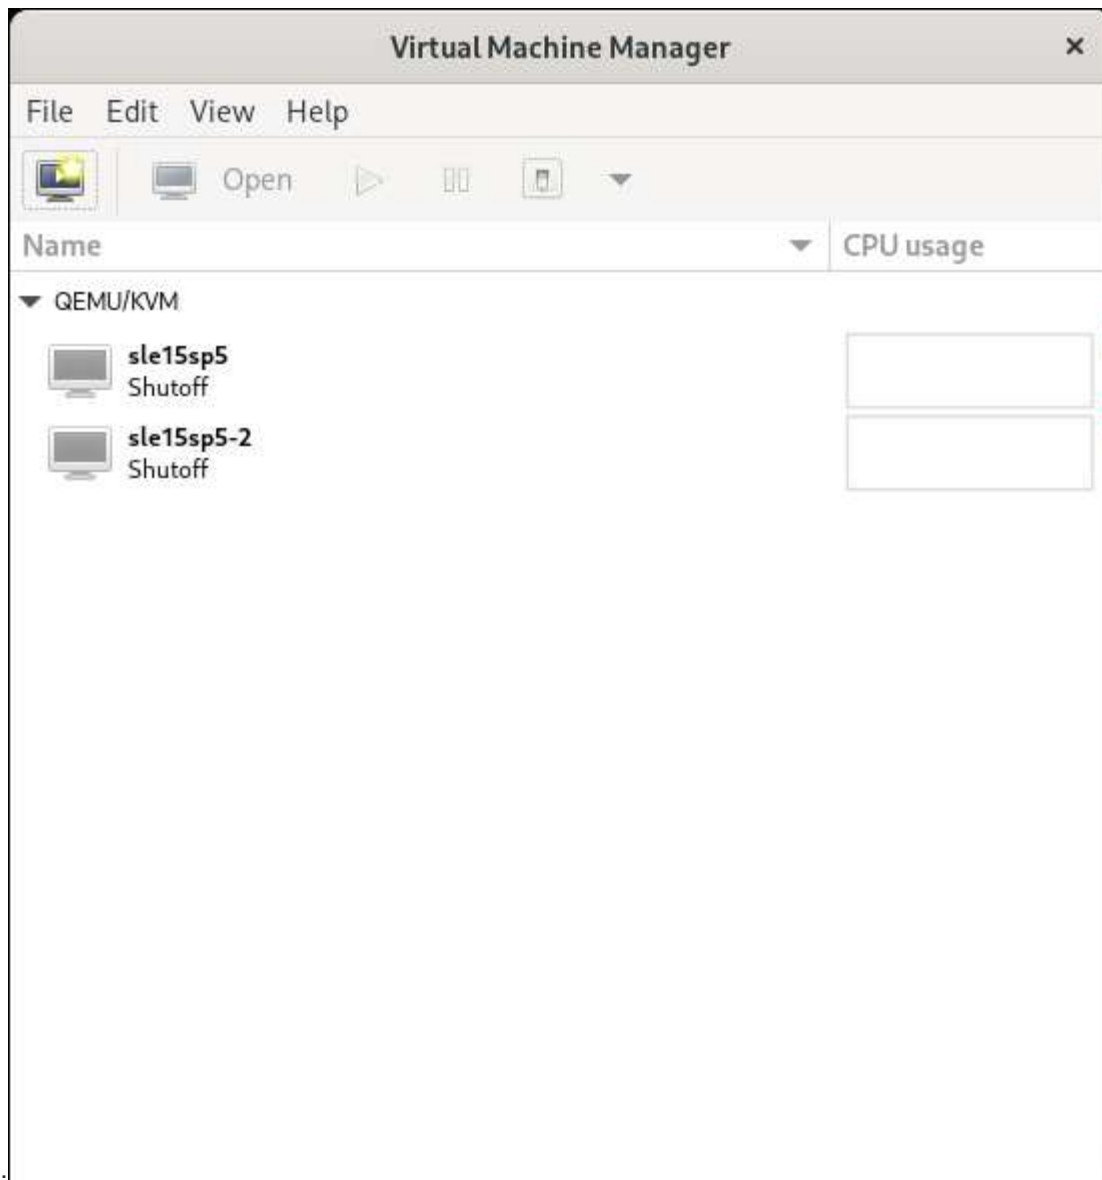 Virtual Machine Manager
File Edit View Help
Open
Name CPU usage
QEMU/KVM
sle15sp5
Shutoff
sle15sp5-2
Shutoff